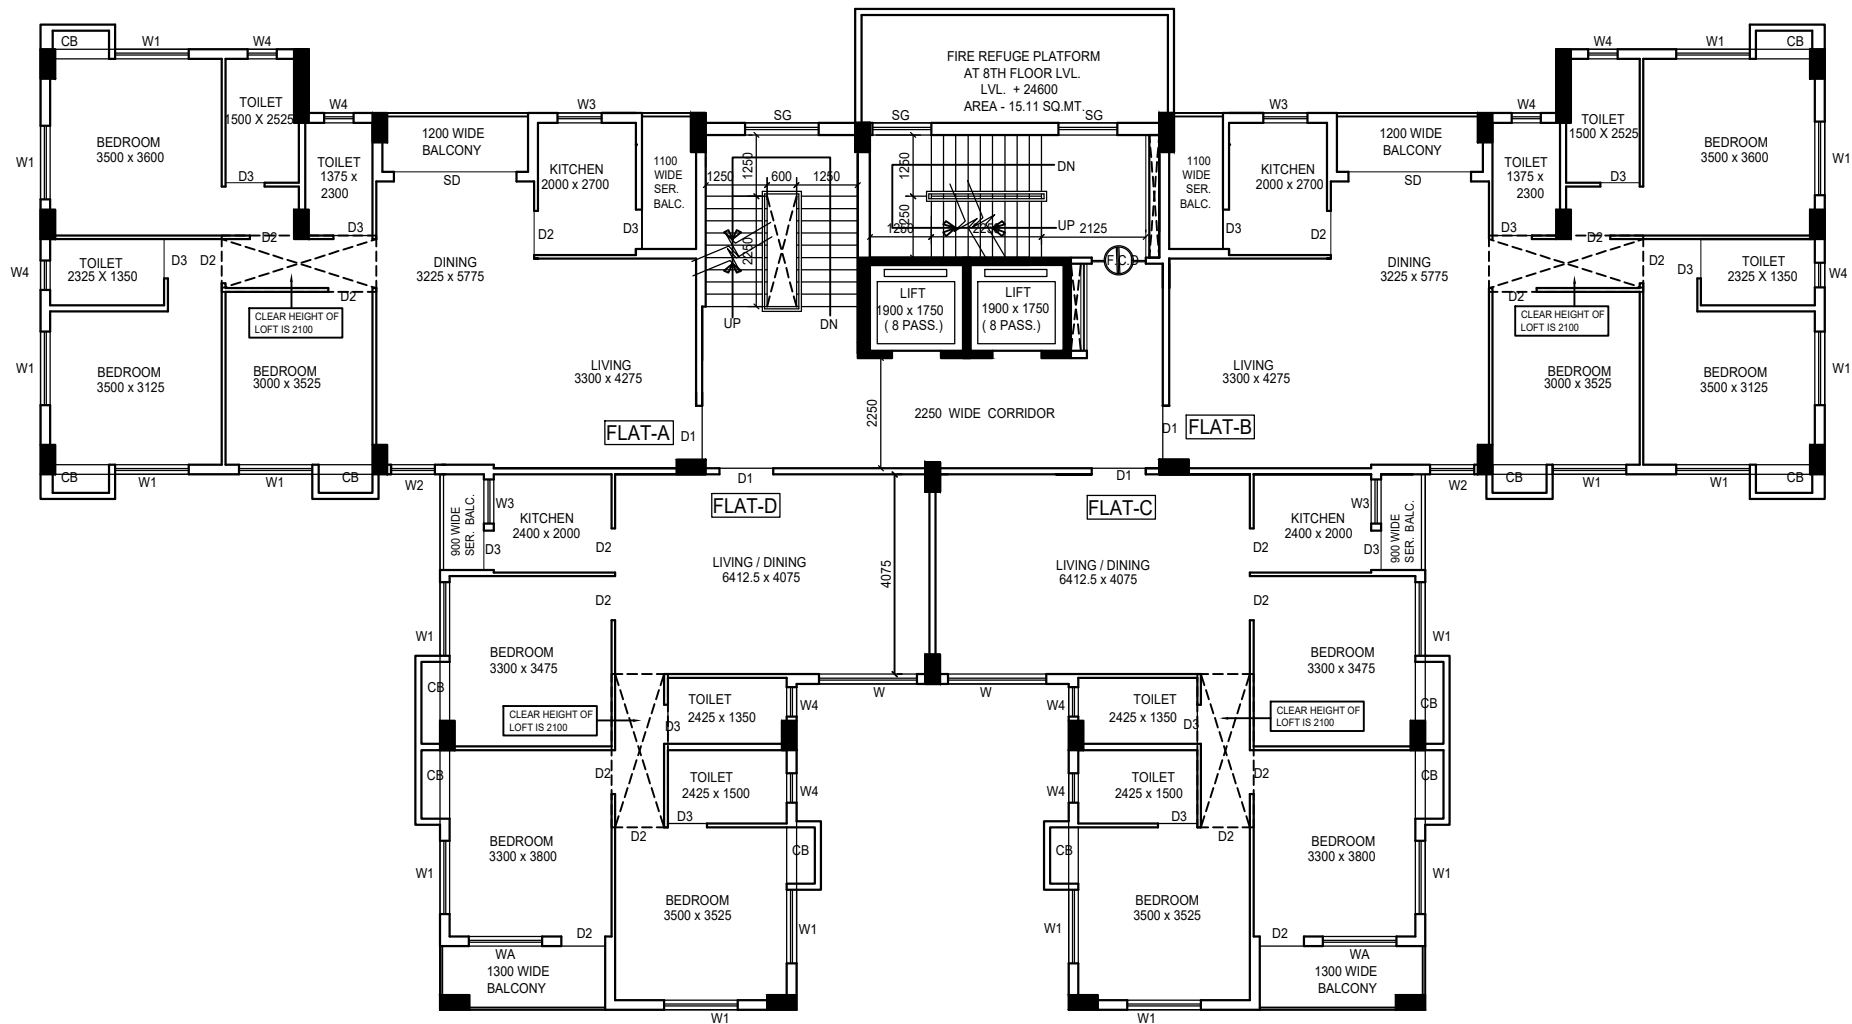 CB
W1
W4
FIRE REFUGE PLATFORM
AT 8TH FLOOR LVL.
LVL. + 24600
AREA - 15.11 SQ.MT.
W4
W1
CB
W1
BEDROOM
3500 x 3600
TOILET
1500 X 2525
D3
W4
TOILET
1375 x
2300
D3
1200 WIDE
BALCONY
SD
W3
KITCHEN
2000 x 2700
D2
D3
1100
WIDE
SER.
BALC.
SG
1250
600
1250
1250
2250
UP
DN
SG
SG
1250
1250
DN
UP
2125
F.C.D
1100
WIDE
SER.
BALC.
W3
KITCHEN
2000 x 2700
D3
D2
1200 WIDE
BALCONY
SD
W4
TOILET
1375 x
2300
D3
TOILET
1500 X 2525
D3
BEDROOM
3500 x 3600
W1
W4
TOILET
2325 X 1350
D3
D2
D2
D2
CLEAR HEIGHT OF
LOFT IS 2100
DINING
3225 x 5775
LIFT
1900 x 1750
( 8 PASS.)
LIFT
1900 x 1750
( 8 PASS.)
DINING
3225 x 5775
D2
D2
D2
CLEAR HEIGHT OF
LOFT IS 2100
D3
TOILET
2325 X 1350
W4
W1
BEDROOM
3500 x 3125
BEDROOM
3000 x 3525
LIVING
3300 x 4275
FLAT-A
D1
2250
2250 WIDE CORRIDOR
D1
FLAT-B
LIVING
3300 x 4275
BEDROOM
3000 x 3525
BEDROOM
3500 x 3125
W1
CB
W1
W1
CB
W2
D1
D1
W2
CB
W1
W1
CB
900 WIDE
SER. BALC.
W3
D3
KITCHEN
2400 x 2000
D2
FLAT-D
LIVING / DINING
6412.5 x 4075
4075
FLAT-C
LIVING / DINING
6412.5 x 4075
D2
KITCHEN
2400 x 2000
W3
D3
900 WIDE
SER. BALC.
W1
BEDROOM
3300 x 3475
D2
CB
CLEAR HEIGHT OF
LOFT IS 2100
D3
TOILET
2425 x 1350
W4
W
W
W4
TOILET
2425 x 1350
D3
CLEAR HEIGHT OF
LOFT IS 2100
D2
BEDROOM
3300 x 3475
W1
CB
CB
D2
TOILET
2425 x 1500
W4
D3
D2
W4
TOILET
2425 x 1500
D3
D2
D2
CB
W1
BEDROOM
3300 x 3800
CB
BEDROOM
3500 x 3525
W1
CB
W1
BEDROOM
3500 x 3525
BEDROOM
3300 x 3800
W1
D2
WA
1300 WIDE
BALCONY
W1
W1
D2
WA
1300 WIDE
BALCONY